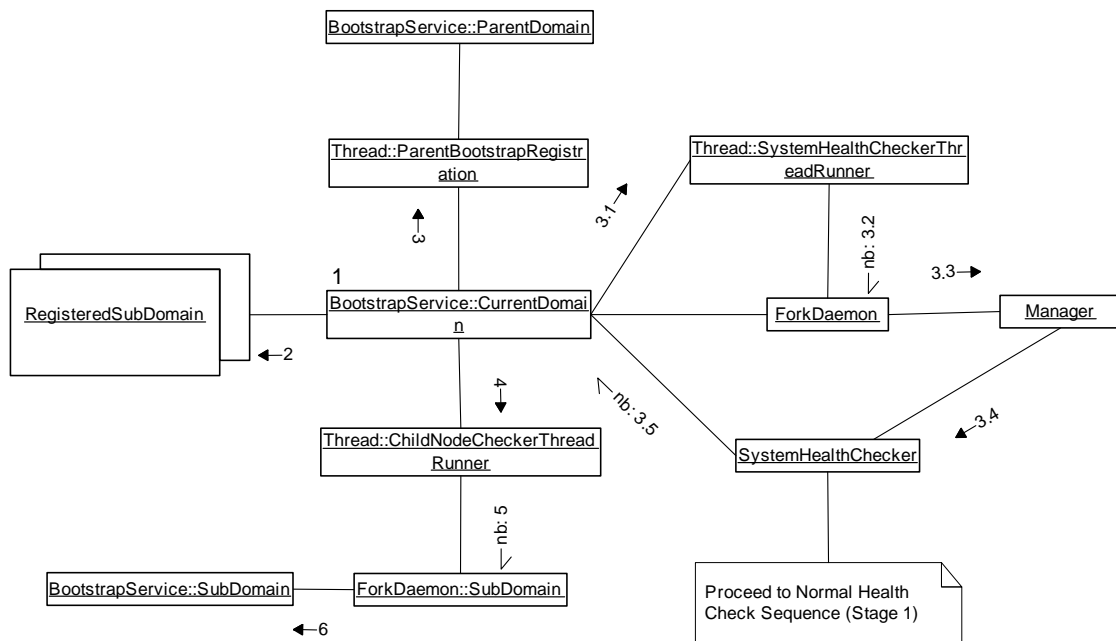 BootstrapService::ParentDomain
Thread::ParentBootstrapRegistr
ation
Thread::SystemHealthCheckerThr
eadRunner
3
3.1
nb: 3.2
3.3
1
RegisteredSubDomain
BootstrapService::CurrentDomai
n
ForkDaemon
Manager
2
4
nb: 3.5
3.4
Thread::ChildNodeCheckerThread
Runner
SystemHealthChecker
nb: 5
BootstrapService::SubDomain
ForkDaemon::SubDomain
6
Proceed to Normal Health
Check Sequence (Stage 1)